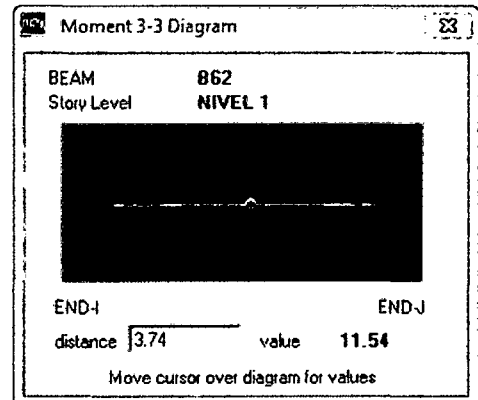 Moment 3-3 Diagram
BEAM B62
Story Level NIVEL 1
END-I END-J
distance 3.74 value 11.54
Move cursor over diagram for values